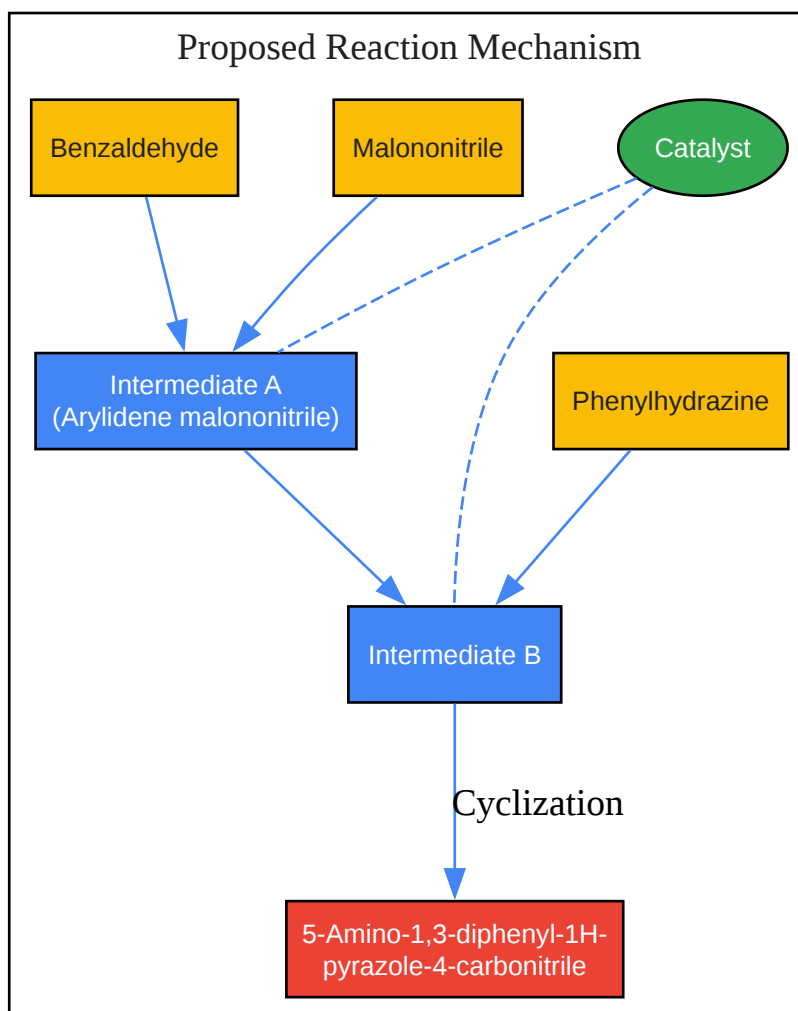 Proposed Reaction Mechanism
Benzaldehyde
Malononitrile
Catalyst
Intermediate A
(Arylidene malononitrile)
Phenylhydrazine
Intermediate B
Cyclization
5-Amino-1,3-diphenyl-1H-
pyrazole-4-carbonitrile